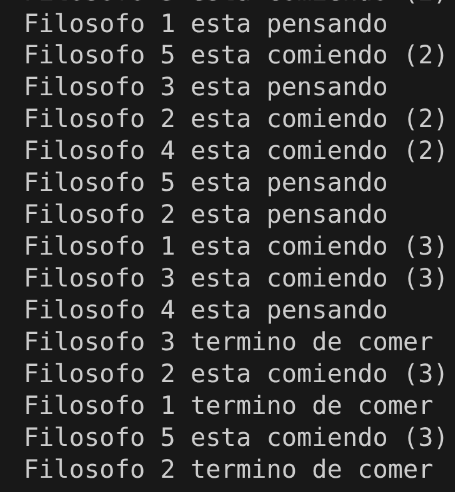 Filosofo 1 esta pensando
Filosofo 5 esta comiendo (2)
Filosofo 3 esta pensando
Filosofo 2 esta comiendo (2)
Filosofo 4 esta comiendo (2)
Filosofo 5 esta pensando
Filosofo 2 esta pensando
Filosofo 1 esta comiendo (3)
Filosofo 3 esta comiendo (3)
Filosofo 4 esta pensando
Filosofo 3 termino de comer
Filosofo 2 esta comiendo (3)
Filosofo 1 termino de comer
Filosofo 5 esta comiendo (3)
Filosofo 2 termino de comer